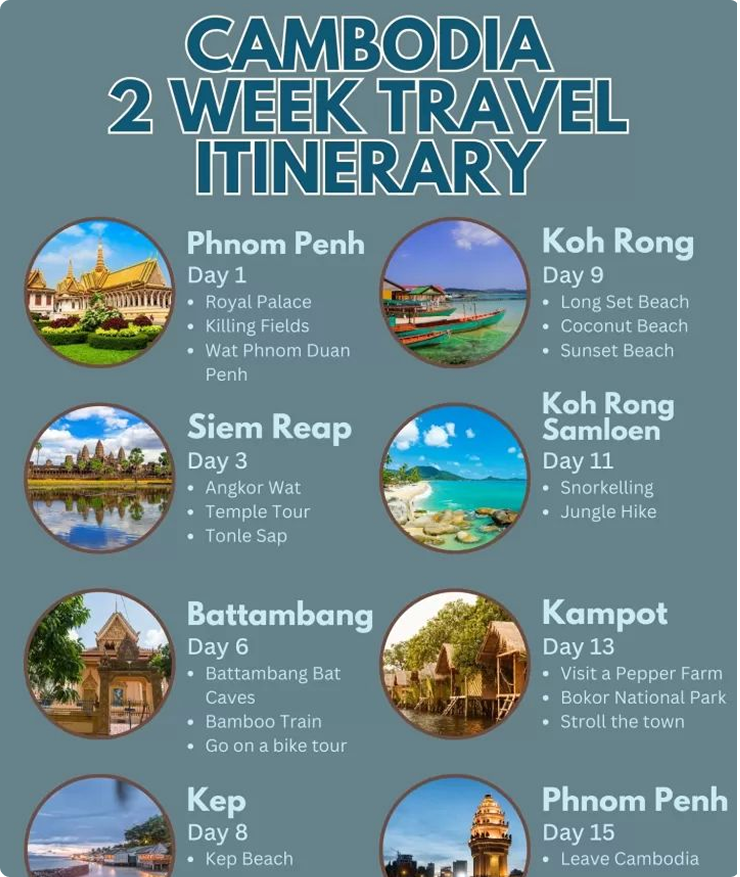 CAMBODIA
2 WEEK TRAVEL
ITINERARY
Phnom Penh
Day 1
• Royal Palace
• Killing Fields
• Wat Phnom Duan
Penh
Siem Reap
Day 3
• Angkor Wat
• Temple Tour
• Tonle Sap
Battambang
Day 6
• Battambang Bat
Caves
• Bamboo Train
• Go on a bike tour
Kep
Day 8
• Kep Beach
Koh Rong
Day 9
• Long Set Beach
• Coconut Beach
• Sunset Beach
Koh Rong
Samloen
Day 11
• Snorkelling
• Jungle Hike
Kampot
Day 13
• Visit a Pepper Farm
• Bokor National Park
• Stroll the town
Phnom Penh
Day 15
• Leave Cambodia